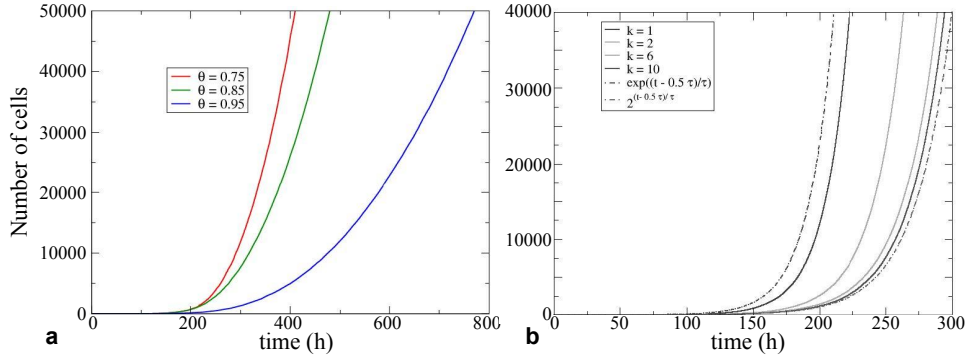 50000
40000
30000
20000
10000
0
Number of cells
θ = 0.75
θ = 0.85
θ = 0.95
0 200 400 600 800
time (h)
a
40000
30000
20000
10000
0
k = 1
k = 2
k = 6
k = 10
exp((t - 0.5 τ)/τ)
2^(t- 0.5 τ)/ τ
0 50 100 150 200 250 300
time (h)
b